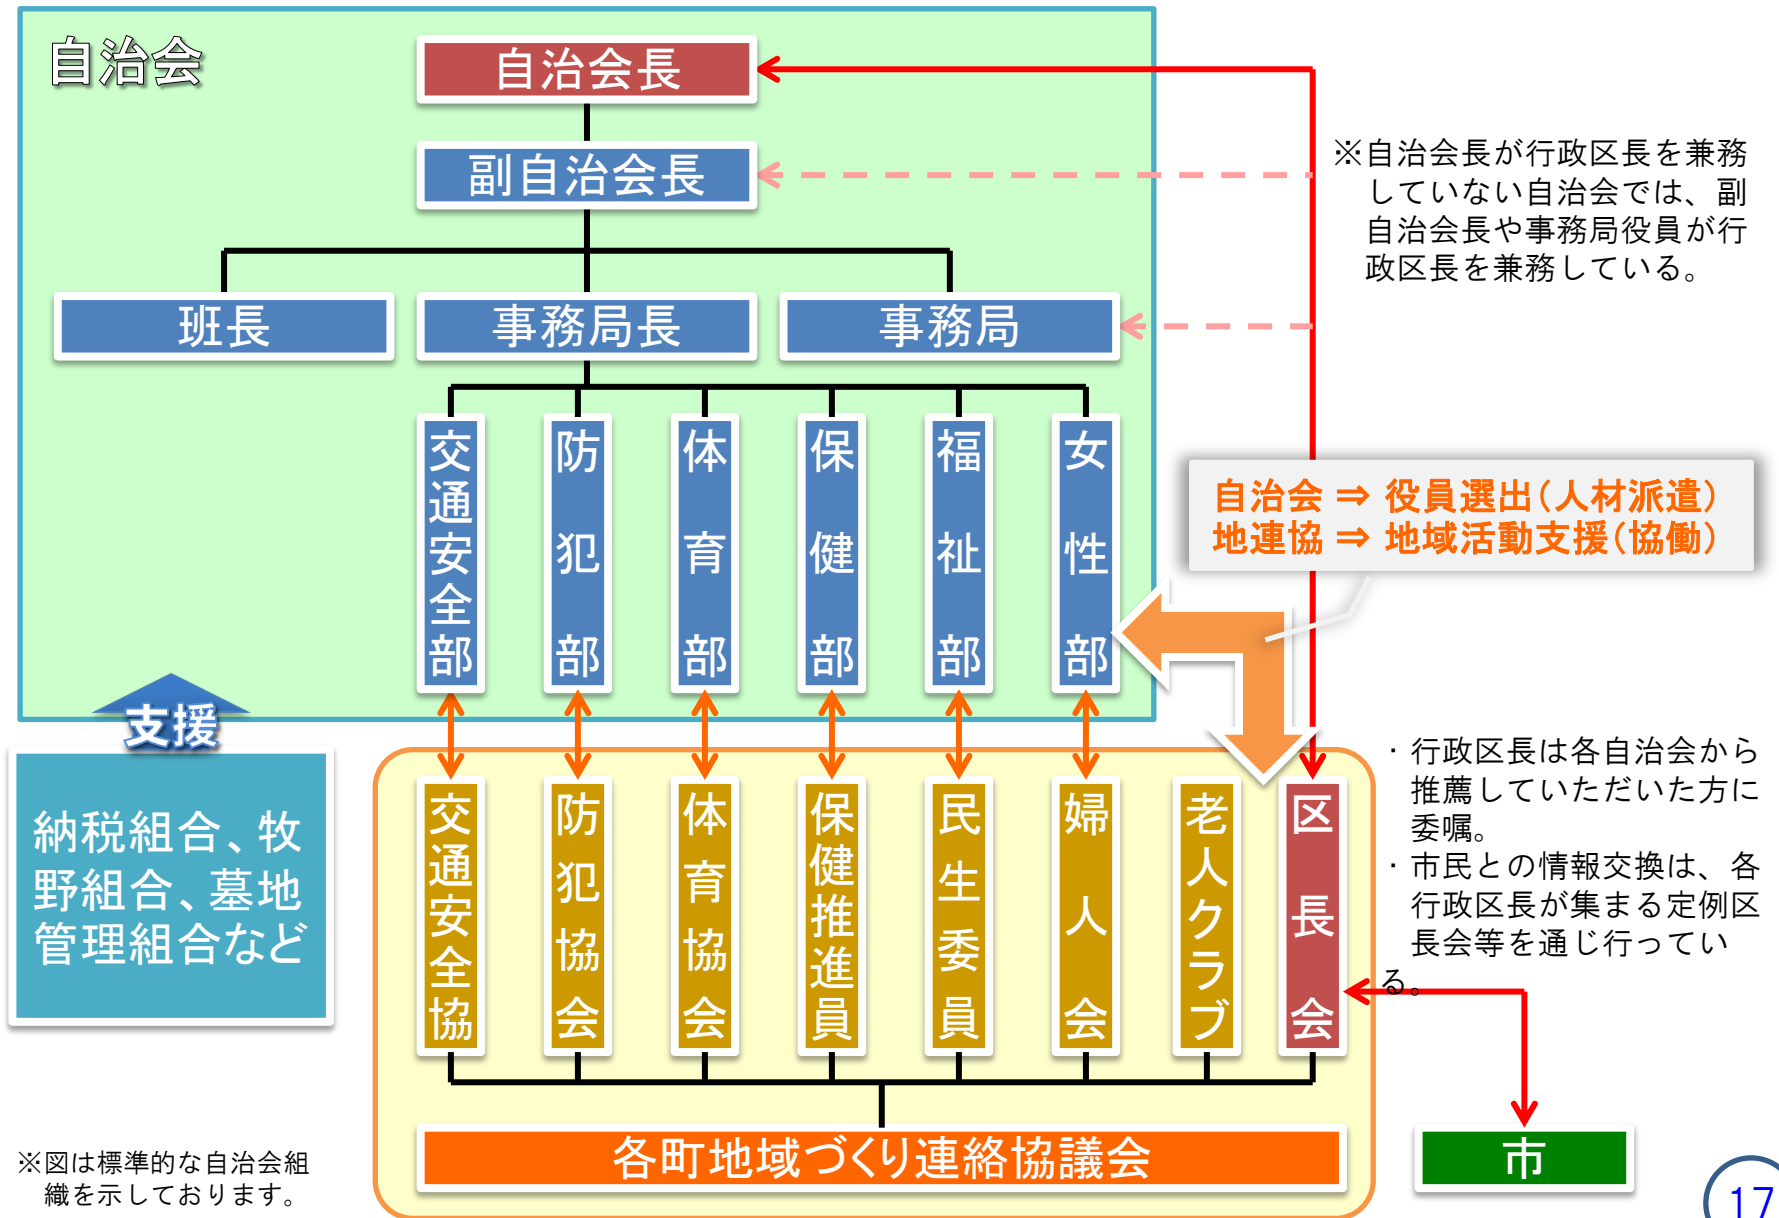 自治会
自治会長
副自治会長
※自治会長が行政区長を兼務
していない自治会では、副
自治会長や事務局役員が行
政区長を兼務している。
班長
事務局長
事務局
交通安全部
防犯部
体育部
保健部
福祉部
女性部
自治会 ⇒ 役員選出(人材派遣)
地連協 ⇒ 地域活動支援(協働)
支援
納税組合、牧
野組合、墓地
管理組合など
交通安全協
防犯協会
体育協会
保健推進員
民生委員
婦人会
老人クラブ
区長会
・行政区長は各自治会から
推薦していただいた方に
委嘱。
・市民との情報交換は、各
行政区長が集まる定例区
長会等を通じ行ってい
る。
各町地域づくり連絡協議会
市
※図は標準的な自治会組
織を示しております。
17